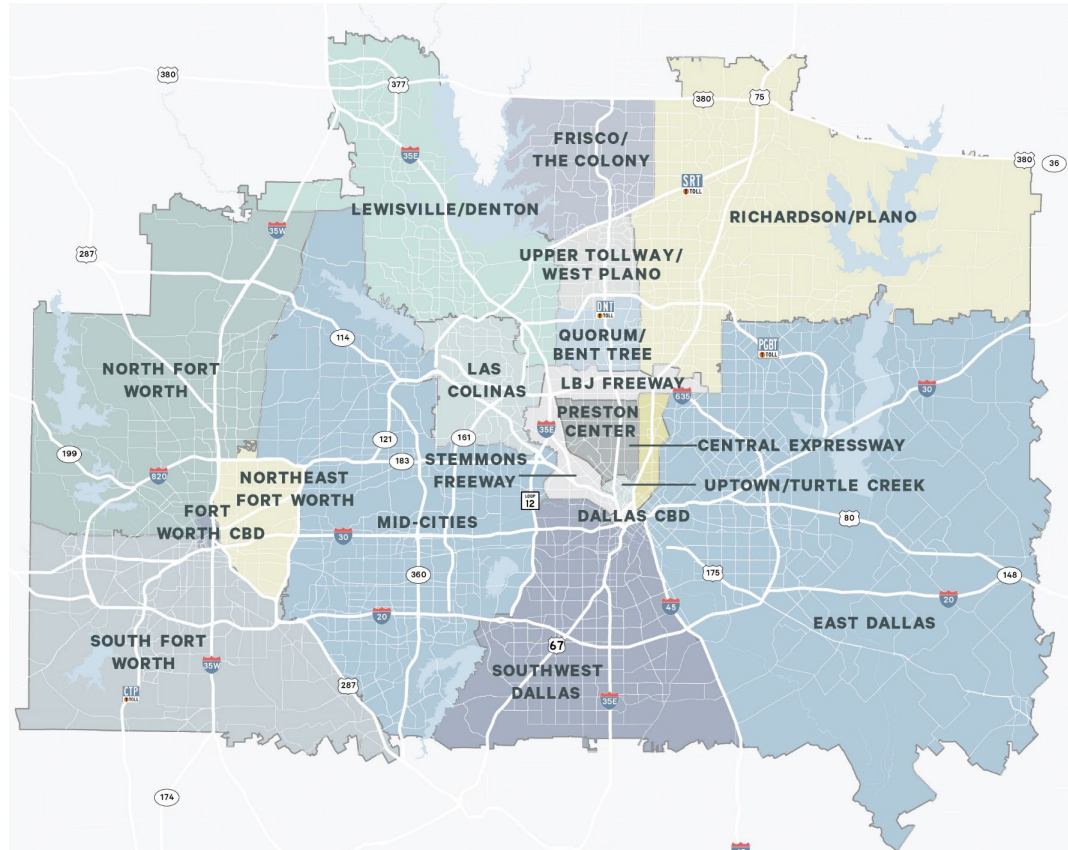 380
377
380
75
FRISCO/
THE COLONY
35E
380
36
SRT
TOLL
LEWISVILLE/DENTON
RICHARDSON/PLANO
35W
287
UPPER TOLLWAY/
WEST PLANO
DNT
TOLL
114
QUORUM/
BENT TREE
PGBT
TOLL
NORTH FORT
WORTH
LAS
COLINAS
LBJ FREEWAY
30
635
PRESTON
CENTER
35E
161
121
199
183
CENTRAL EXPRESSWAY
STEMMONS
FREEWAY
820
NORTHEAST
FORT WORTH
UPTOWN/TURTLE CREEK
LOOP
12
FORT
WORTH CBD
MID-CITIES
DALLAS CBD
80
30
360
175
148
20
45
20
EAST DALLAS
SOUTH FORT
WORTH
35W
67
SOUTHWEST
DALLAS
287
CTP
TOLL
35E
174